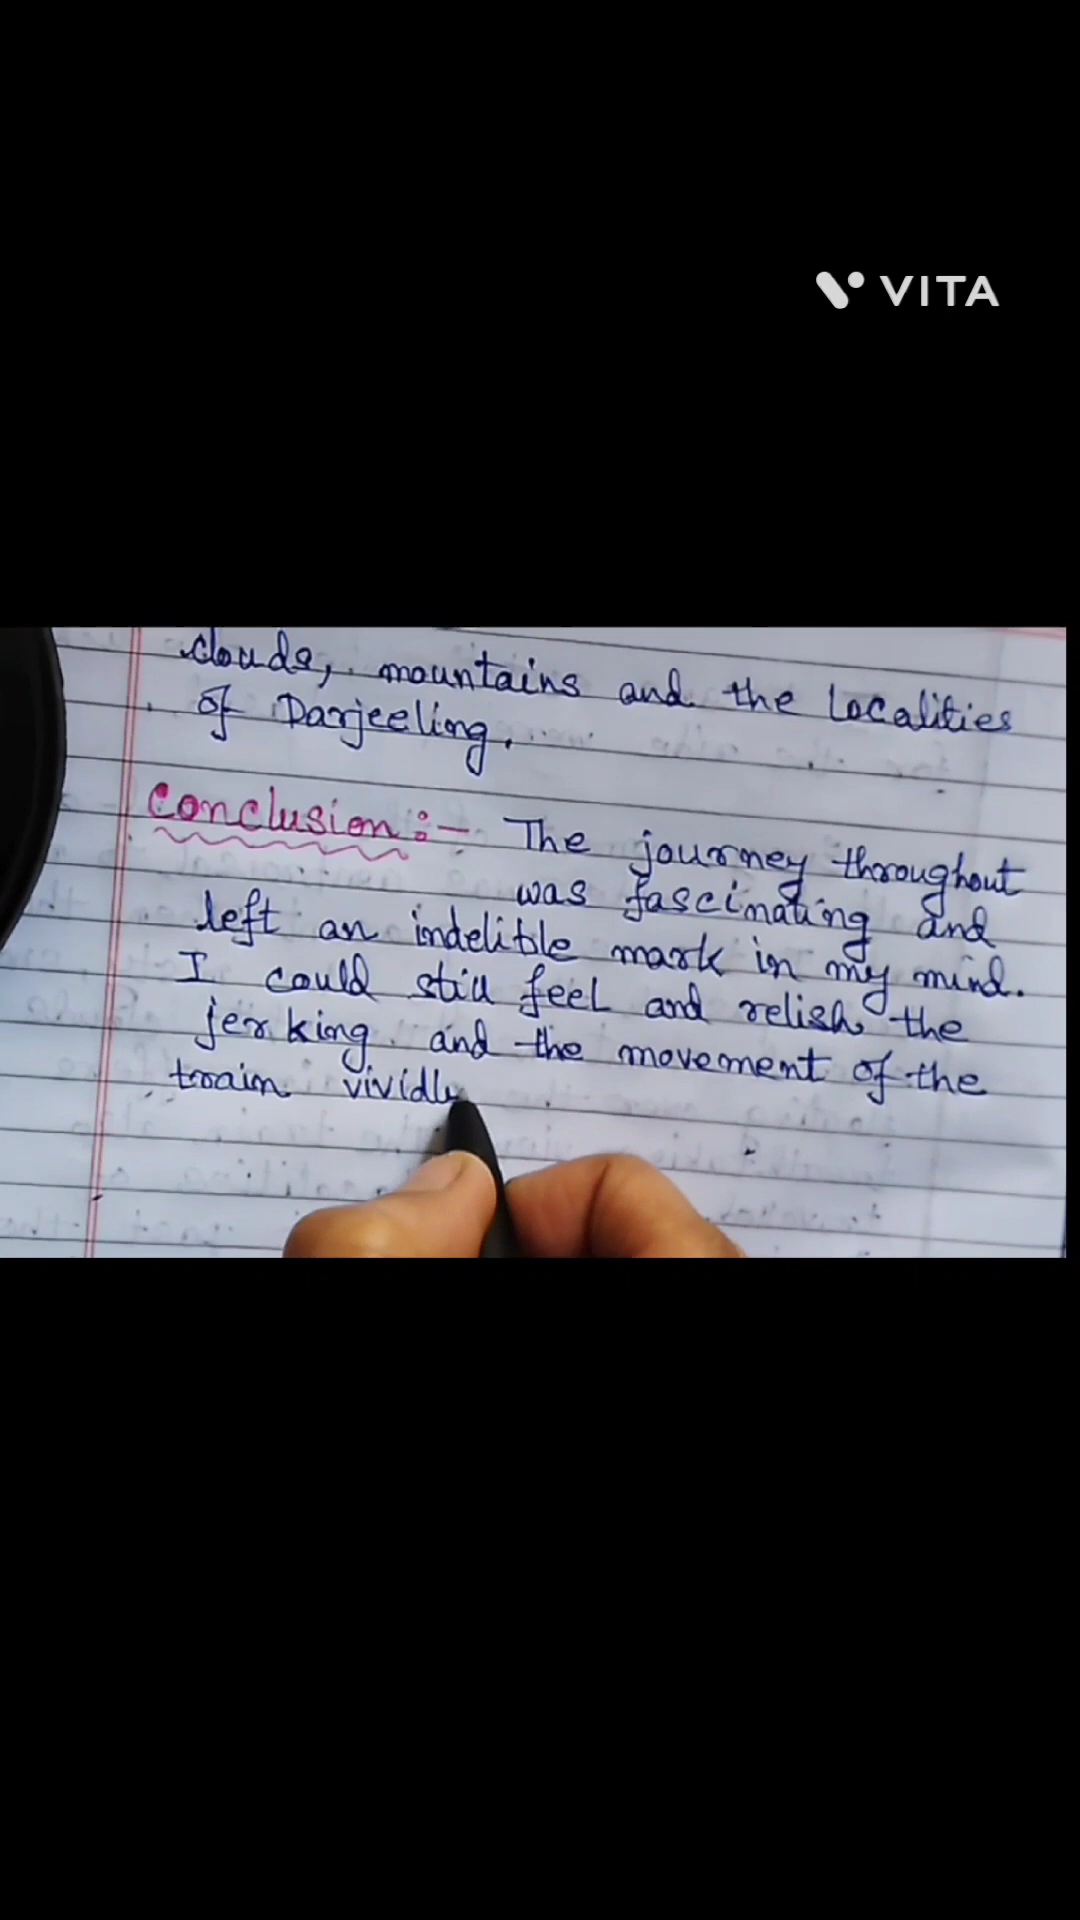 VITA
clouds, mountains and the localities
of Darjeeling.
Conclusion :- The journey throughout
was fascinating and
left an indelible mark in my mind.
I could still feel and relish the
jerking and the movement of the
train vividly